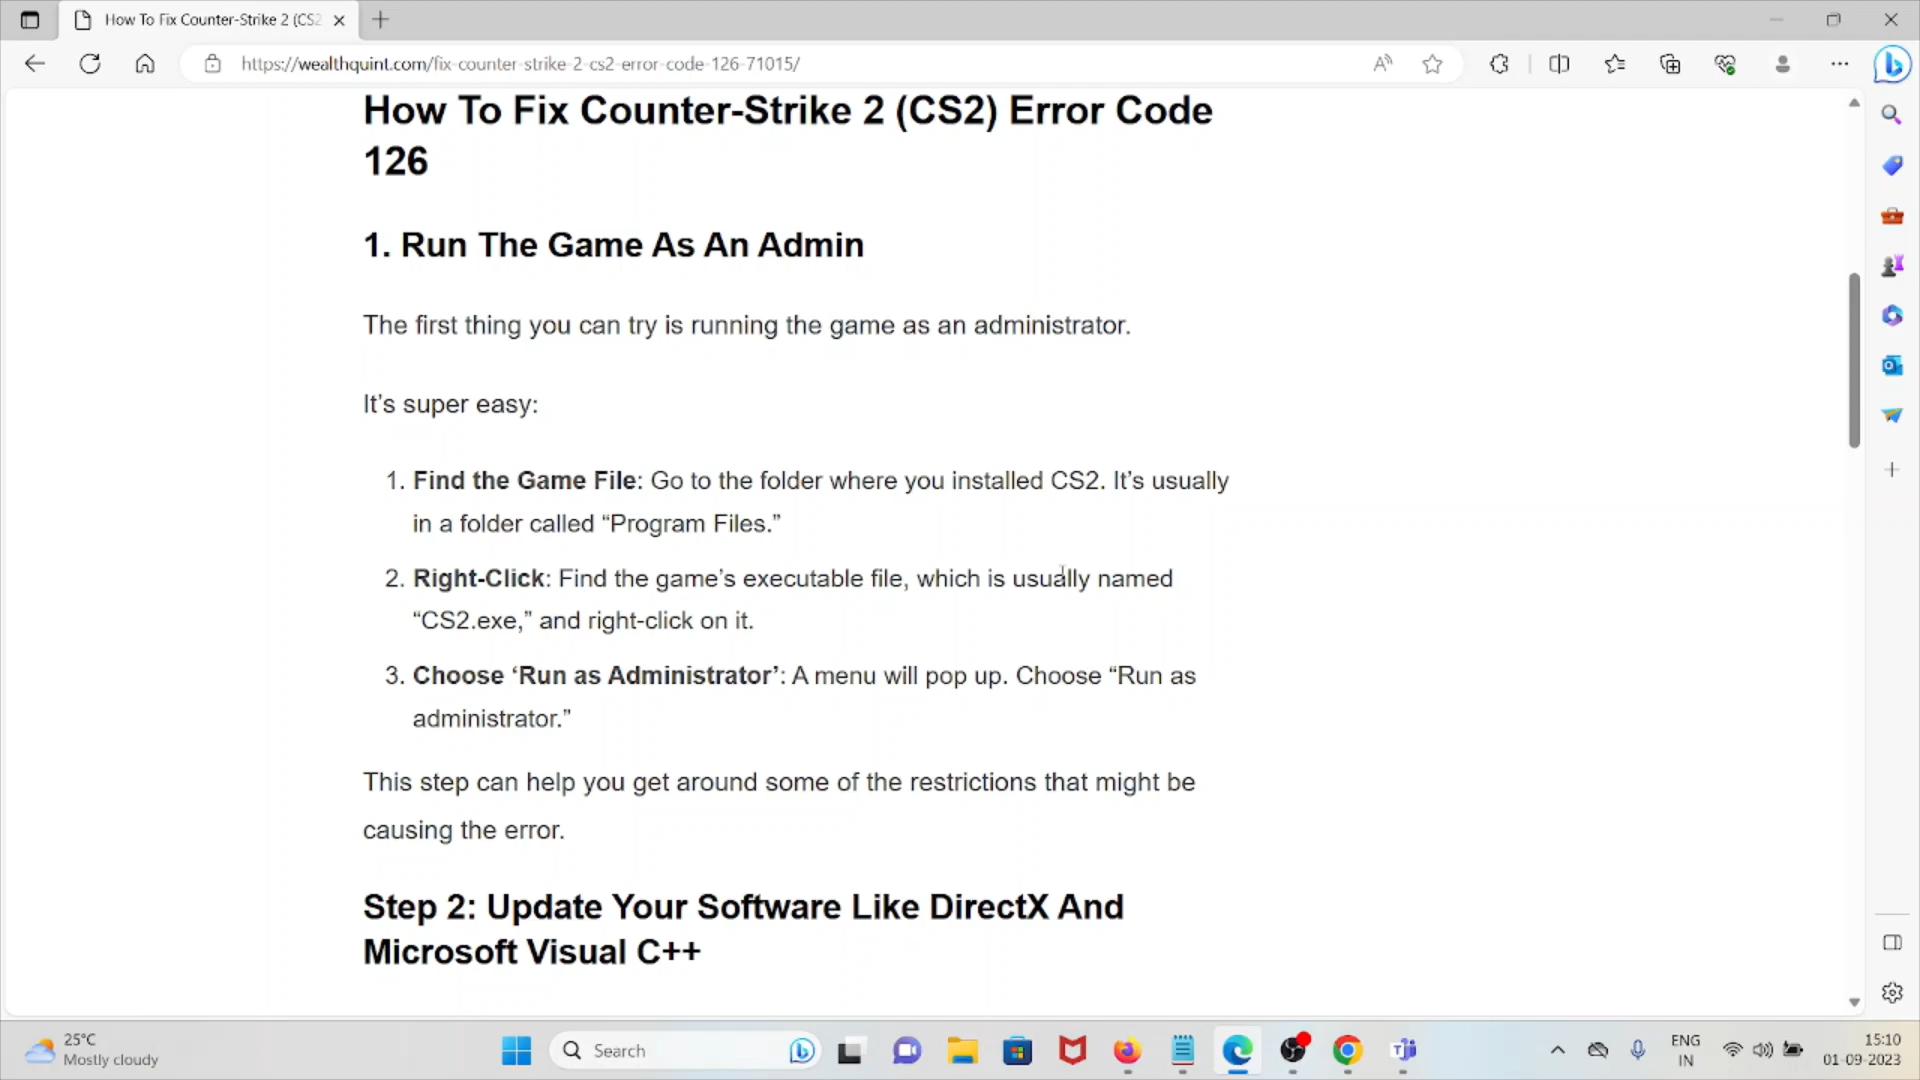 How To Fix Counter-Strike 2 (CS2
https://wealthquint.com/fix-counter-strike-2-cs2-error-code-126-71015/
How To Fix Counter-Strike 2 (CS2) Error Code
126
1. Run The Game As An Admin
The first thing you can try is running the game as an administrator.
It’s super easy:
1. Find the Game File: Go to the folder where you installed CS2. It’s usually
in a folder called “Program Files.”
2. Right-Click: Find the game’s executable file, which is usually named
“CS2.exe,” and right-click on it.
3. Choose ‘Run as Administrator’: A menu will pop up. Choose “Run as
administrator.”
This step can help you get around some of the restrictions that might be
causing the error.
Step 2: Update Your Software Like DirectX And
Microsoft Visual C++
25°C
Mostly cloudy
Search
ENG
IN
15:10
01-09-2023